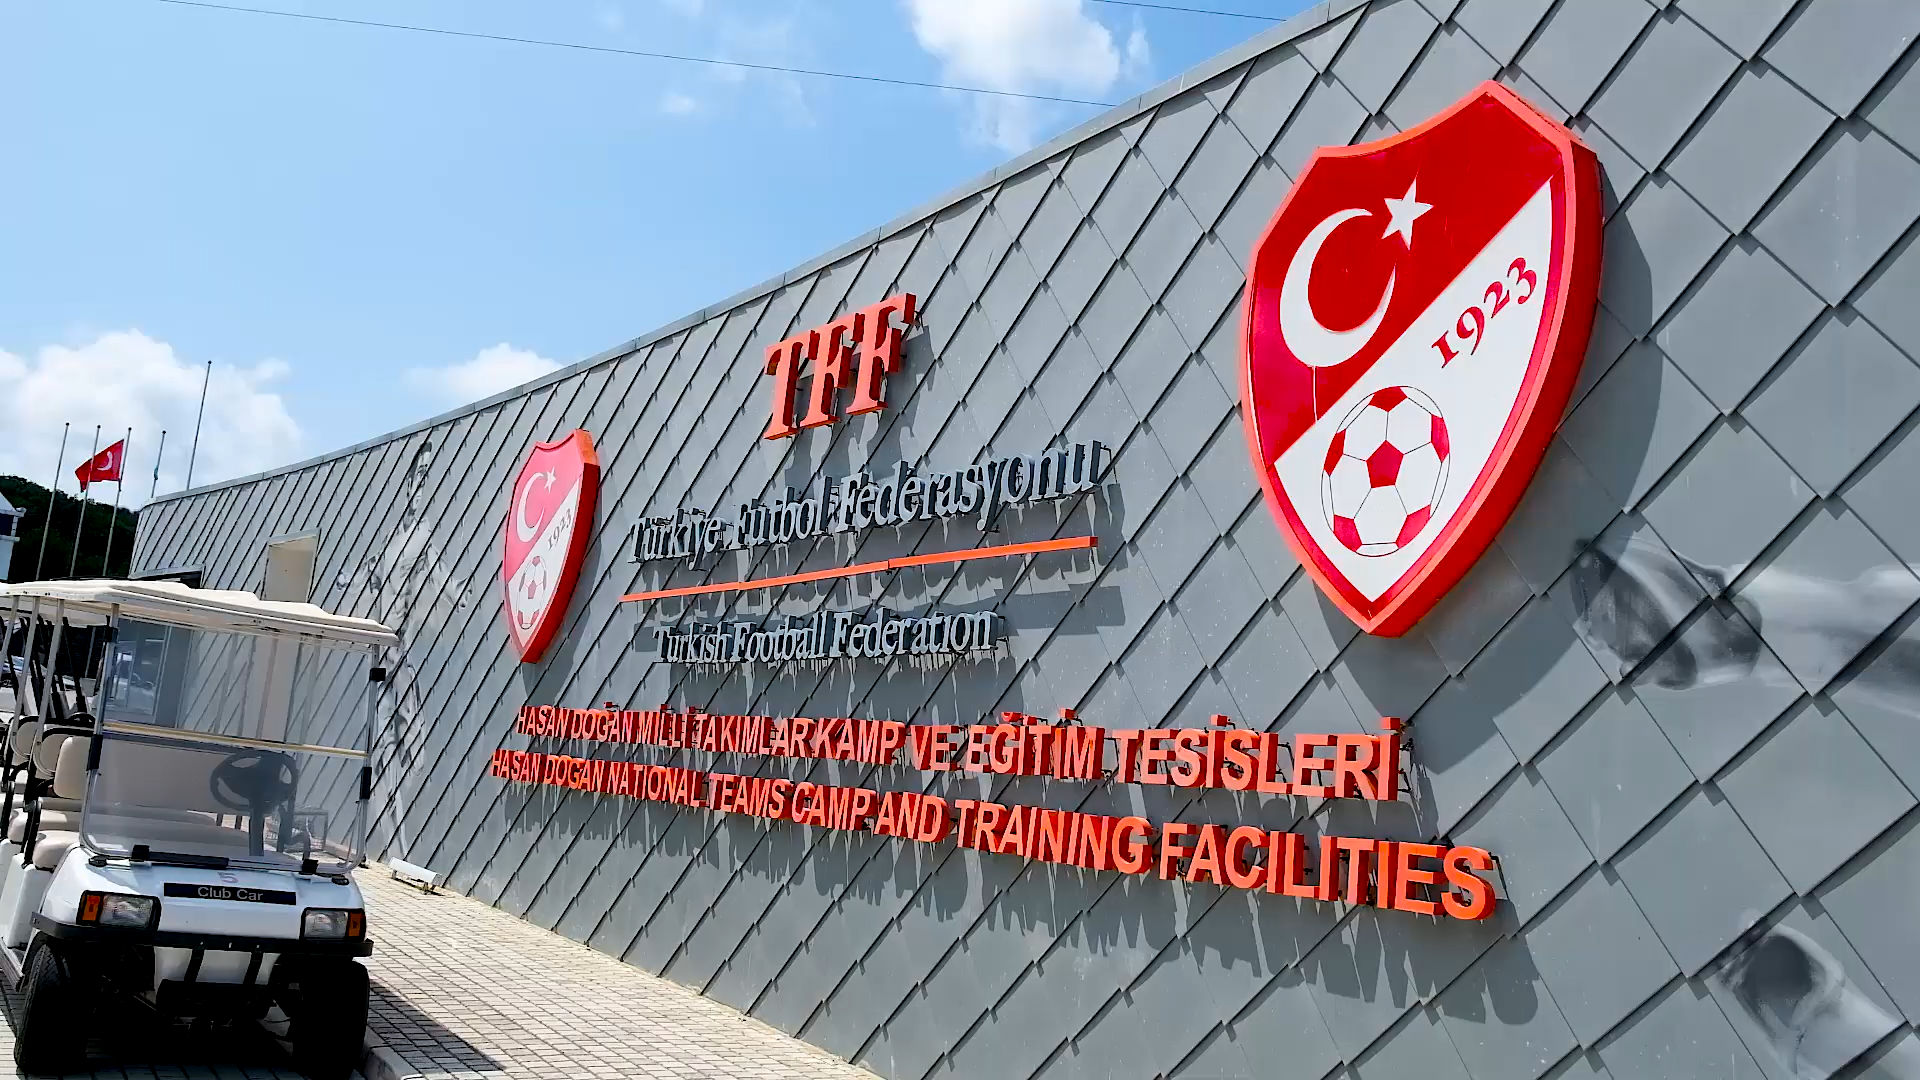 TFF
Türkiye Futbol Federasyonu
Turkish Football Federation
HASAN DOĞAN MİLLİ TAKIMLAR KAMP VE EĞİTİM TESİSLERİ
HASAN DOĞAN NATIONAL TEAMS CAMP AND TRAINING FACILITIES
1923
1923
5
Club Car